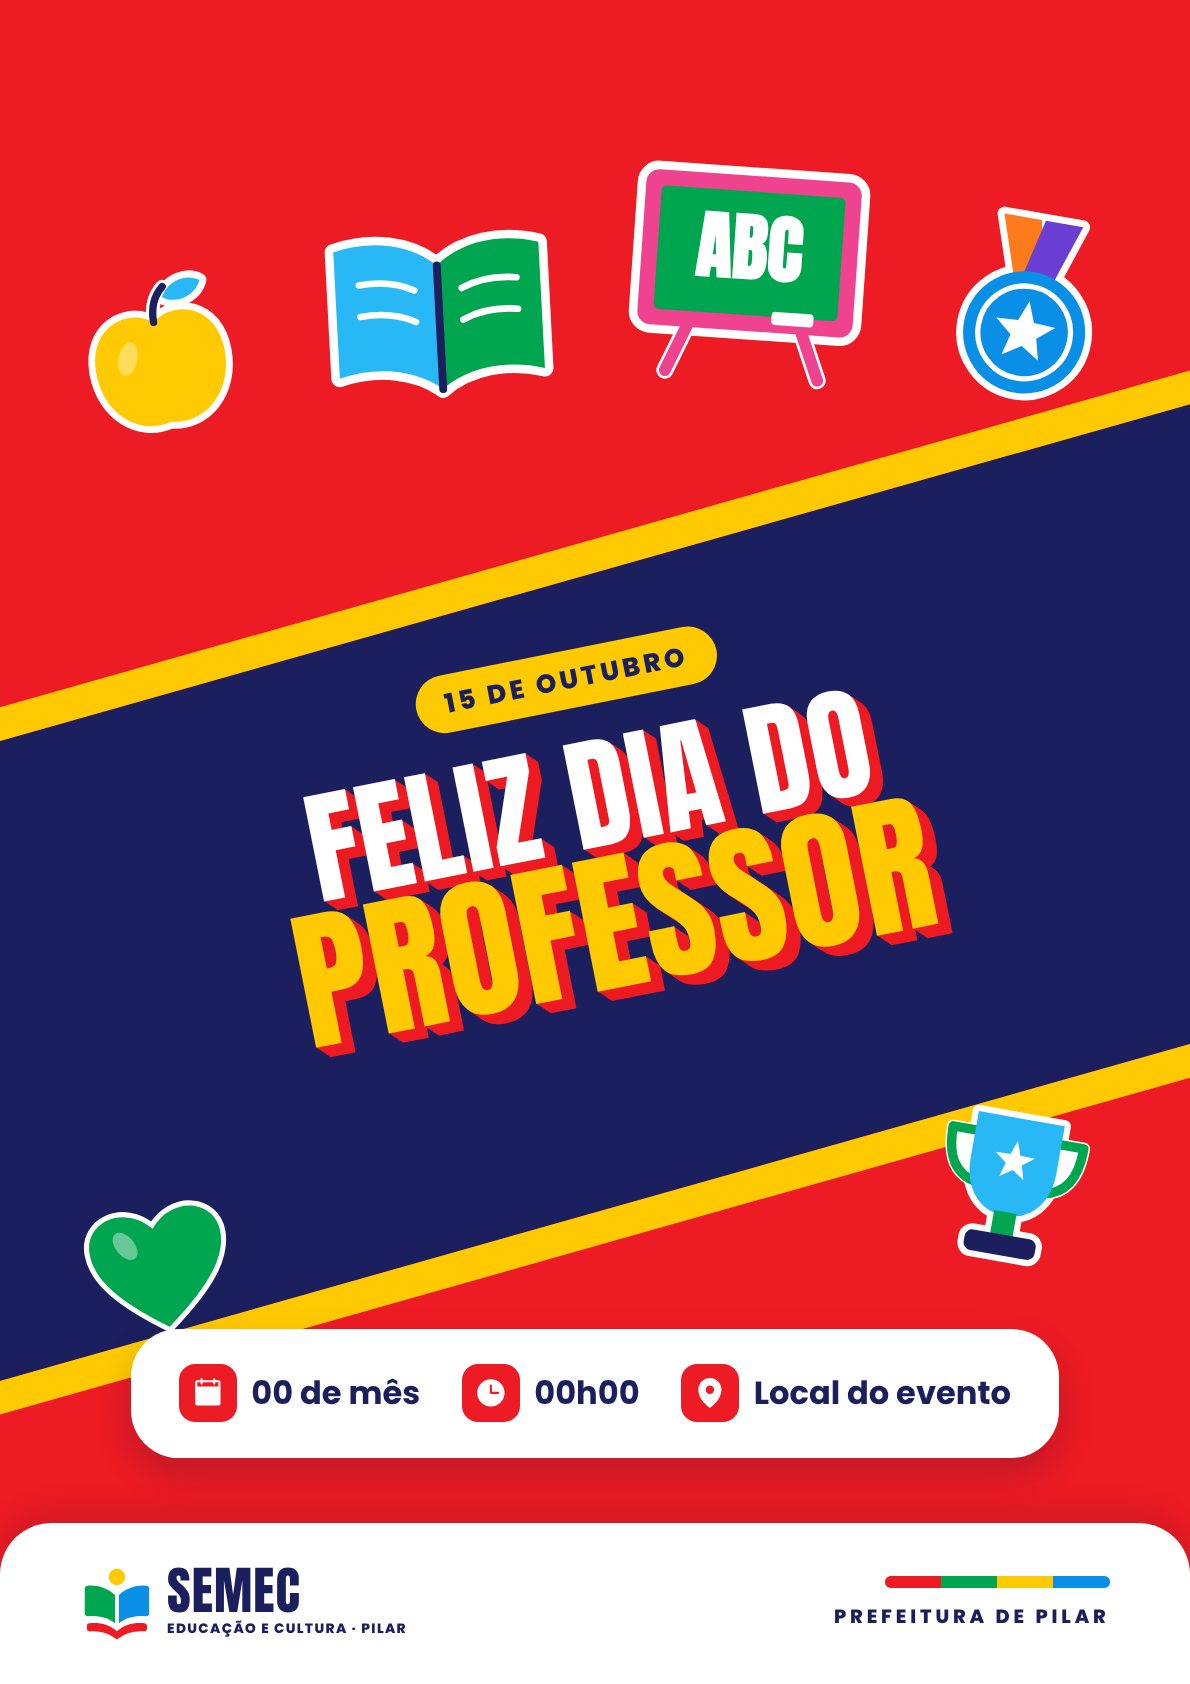 ABC
15 DE OUTUBRO
FELIZ DIA DO
PROFESSOR
00 de mês
00h00
Local do evento
SEMEC
EDUCAÇÃO E CULTURA · PILAR
PREFEITURA DE PILAR